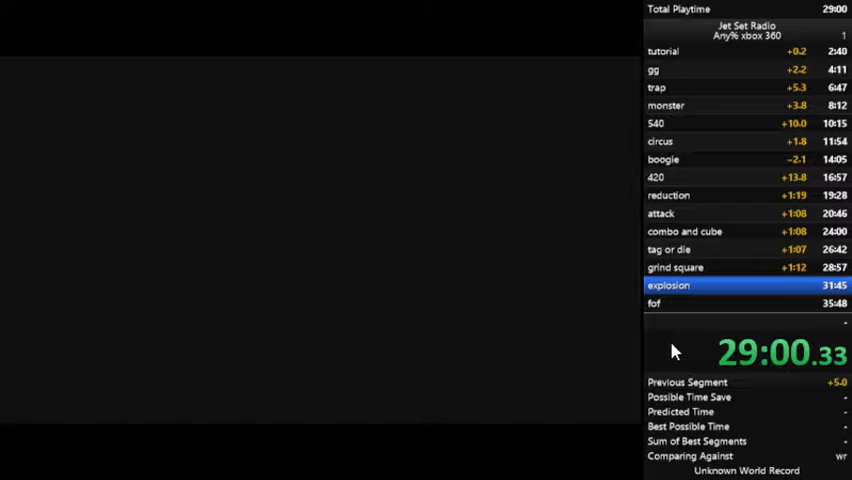 Total Playtime 29:00
Jet Set Radio
Any% xbox 360 1
tutorial +0.2 2:40
gg +2.2 4:11
trap +5.3 6:47
monster +3.8 8:12
540 +10.0 10:15
circus +1.8 11:54
boogie −2.1 14:05
420 +13.8 16:57
reduction +1:19 19:28
attack +1:08 20:46
combo and cube +1:08 24:00
tag or die +1:07 26:42
grind square +1:12 28:57
explosion 31:45
fof 35:48
-
29:00.33
Previous Segment +5.0
Possible Time Save -
Predicted Time -
Best Possible Time -
Sum of Best Segments -
Comparing Against wr
Unknown World Record